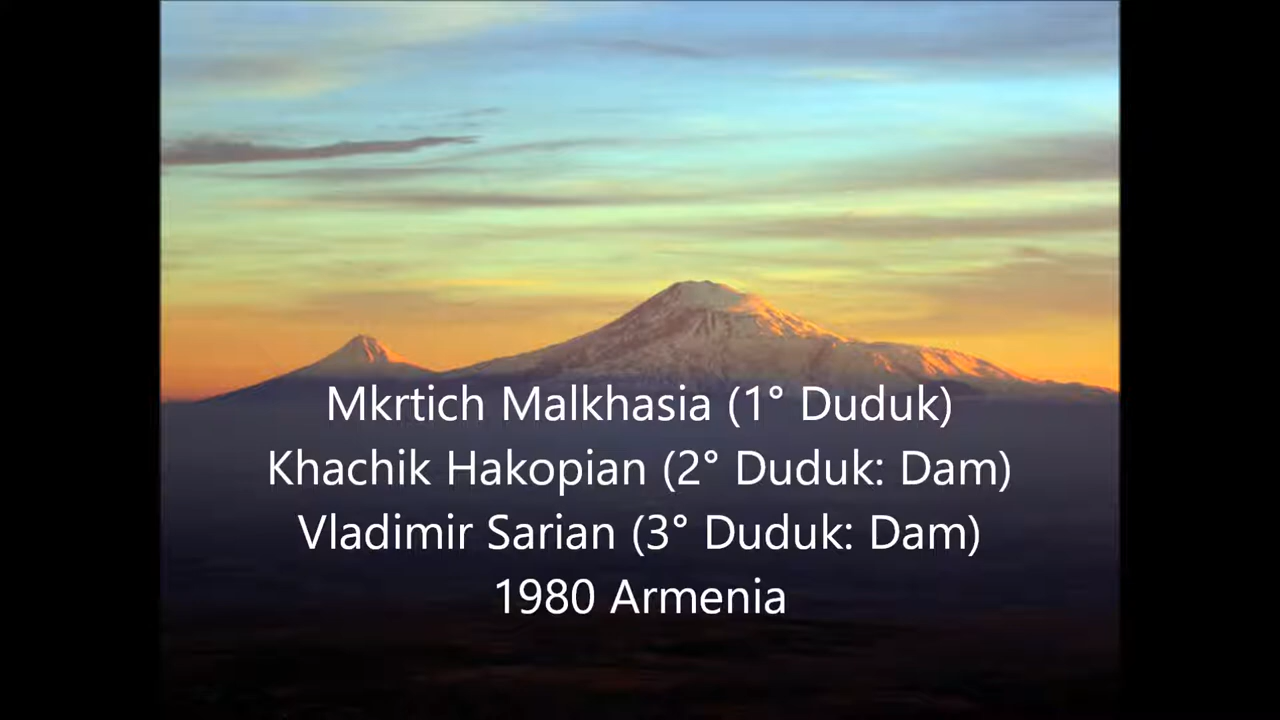 Mkrtich Malkhasia (1° Duduk)
Khachik Hakopian (2° Duduk: Dam)
Vladimir Sarian (3° Duduk: Dam)
1980 Armenia